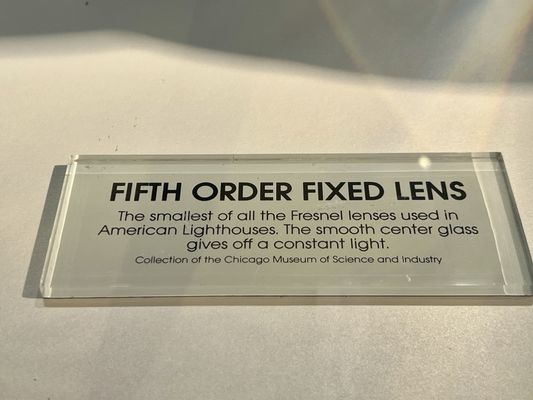 FIFTH ORDER FIXED LENS
The smallest of all the Fresnel lenses used in
American Lighthouses. The smooth center glass
gives off a constant light.
Collection of the Chicago Museum of Science and Industry